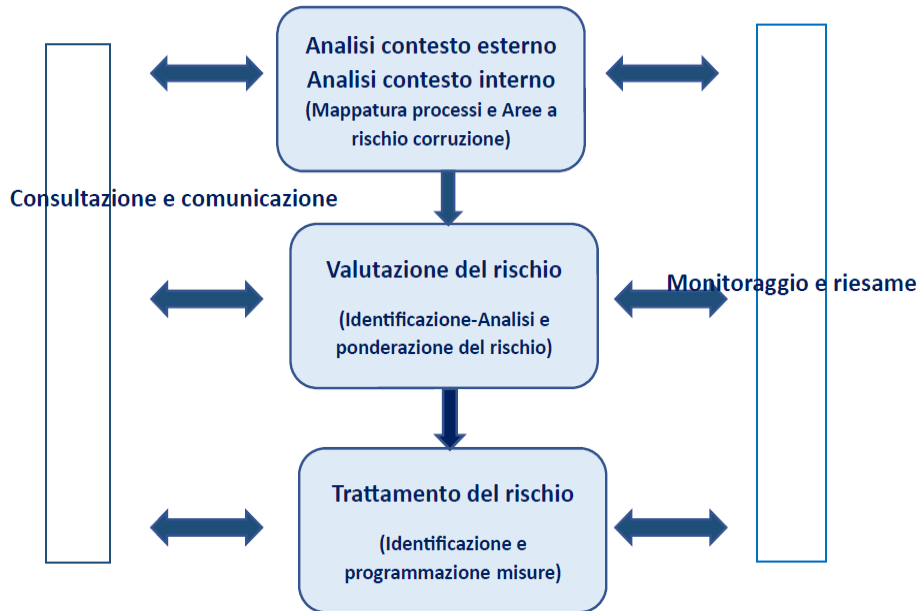 Analisi contesto esterno
Analisi contesto interno
(Mappatura processi e Aree a
rischio corruzione)
Consultazione e comunicazione
Valutazione del rischio
(Identificazione-Analisi e
ponderazione del rischio)
Monitoraggio e riesame
Trattamento del rischio
(Identificazione e
programmazione misure)